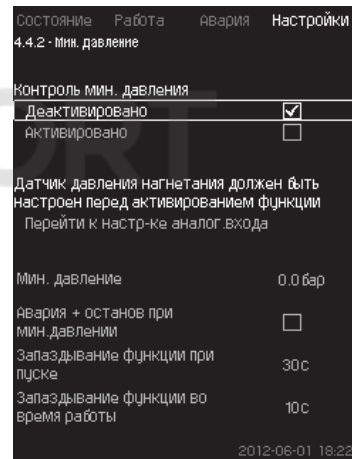 Состояние Работа Авария Настройки
4.4.2 - Мин. давление
Контроль мин. давления
Деактивировано
Активировано
Датчик давления нагнетания должен быть
настроен перед активированием функции
Перейти к настр-ке аналог.входа
Мин. давление 0.0 бар
Авария + останов при
мин.давлении
Запаздывание функции при
пуске 30с
Запаздывание функции во
время работы 10с
2012-06-01 18:22